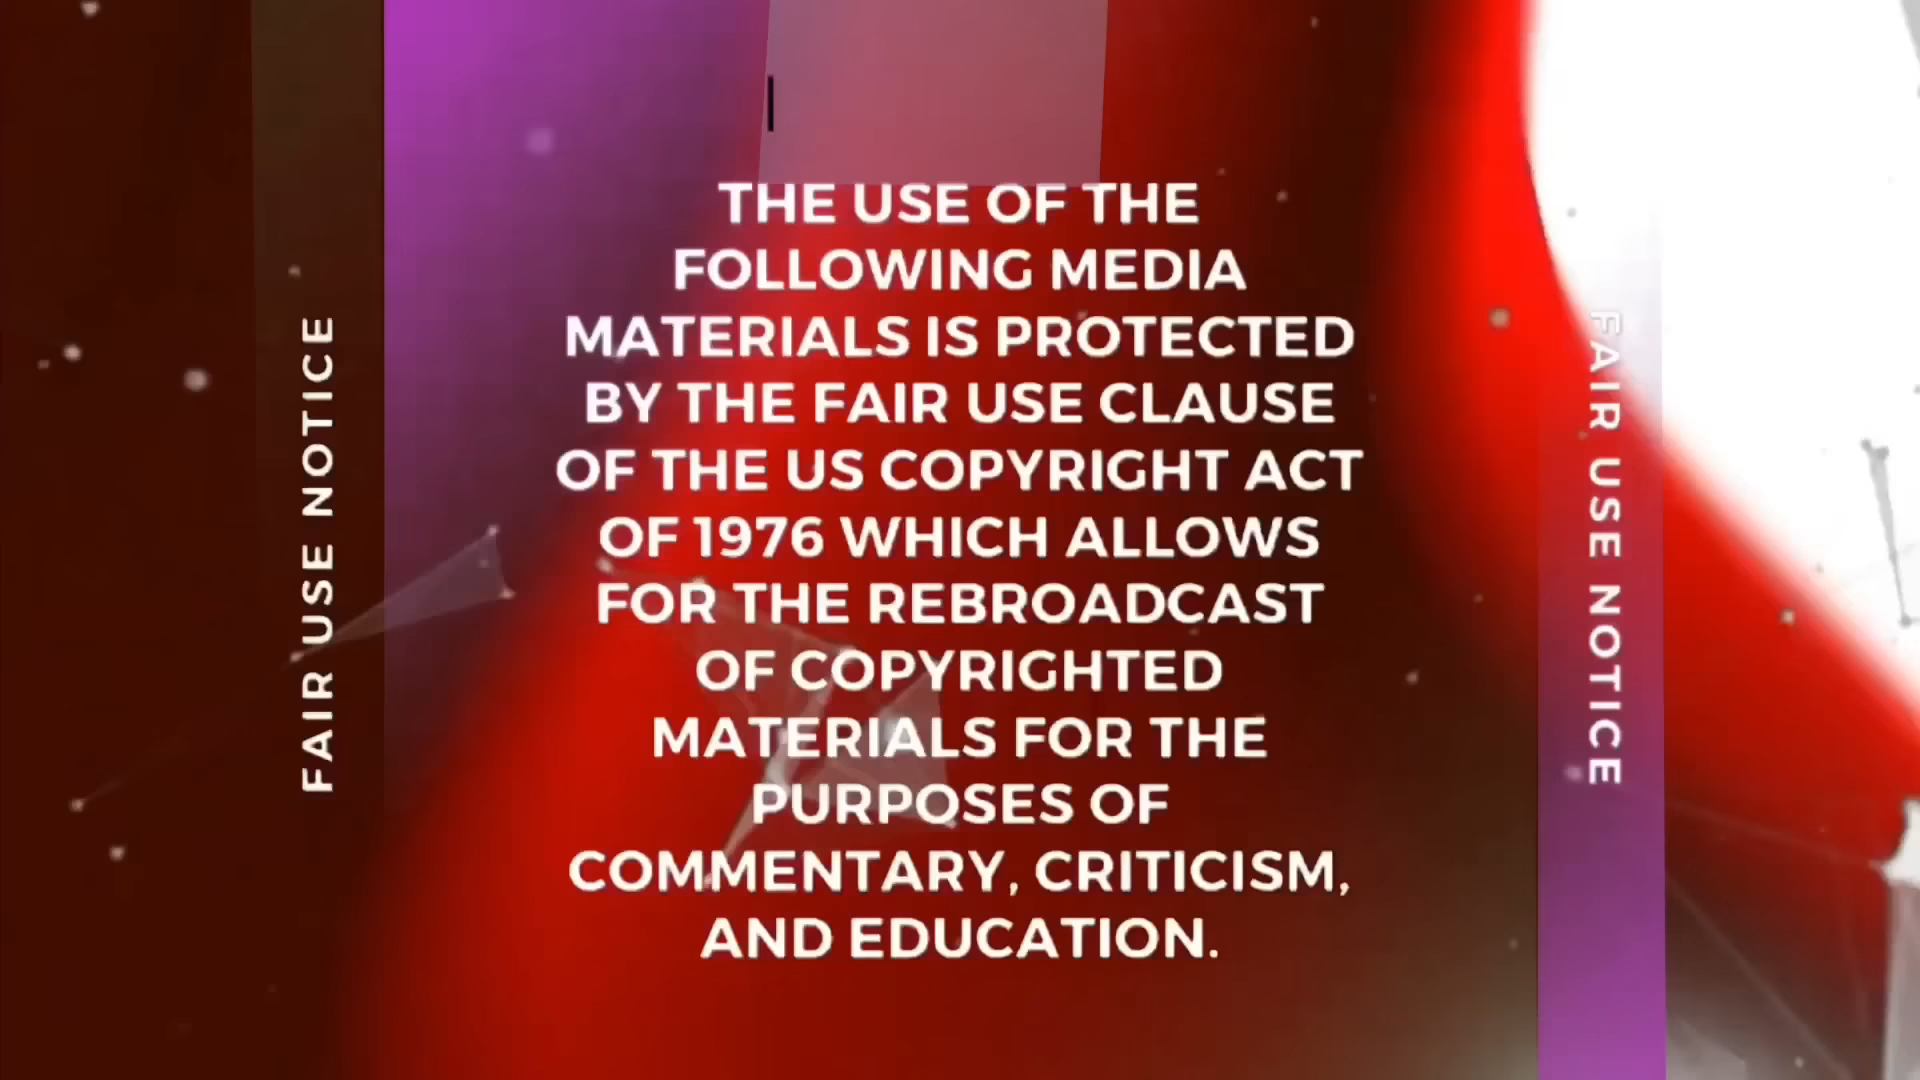 FAIR USE NOTICE
THE USE OF THE
FOLLOWING MEDIA
MATERIALS IS PROTECTED
BY THE FAIR USE CLAUSE
OF THE US COPYRIGHT ACT
OF 1976 WHICH ALLOWS
FOR THE REBROADCAST
OF COPYRIGHTED
MATERIALS FOR THE
PURPOSES OF
COMMENTARY, CRITICISM,
AND EDUCATION.
FAIR USE NOTICE